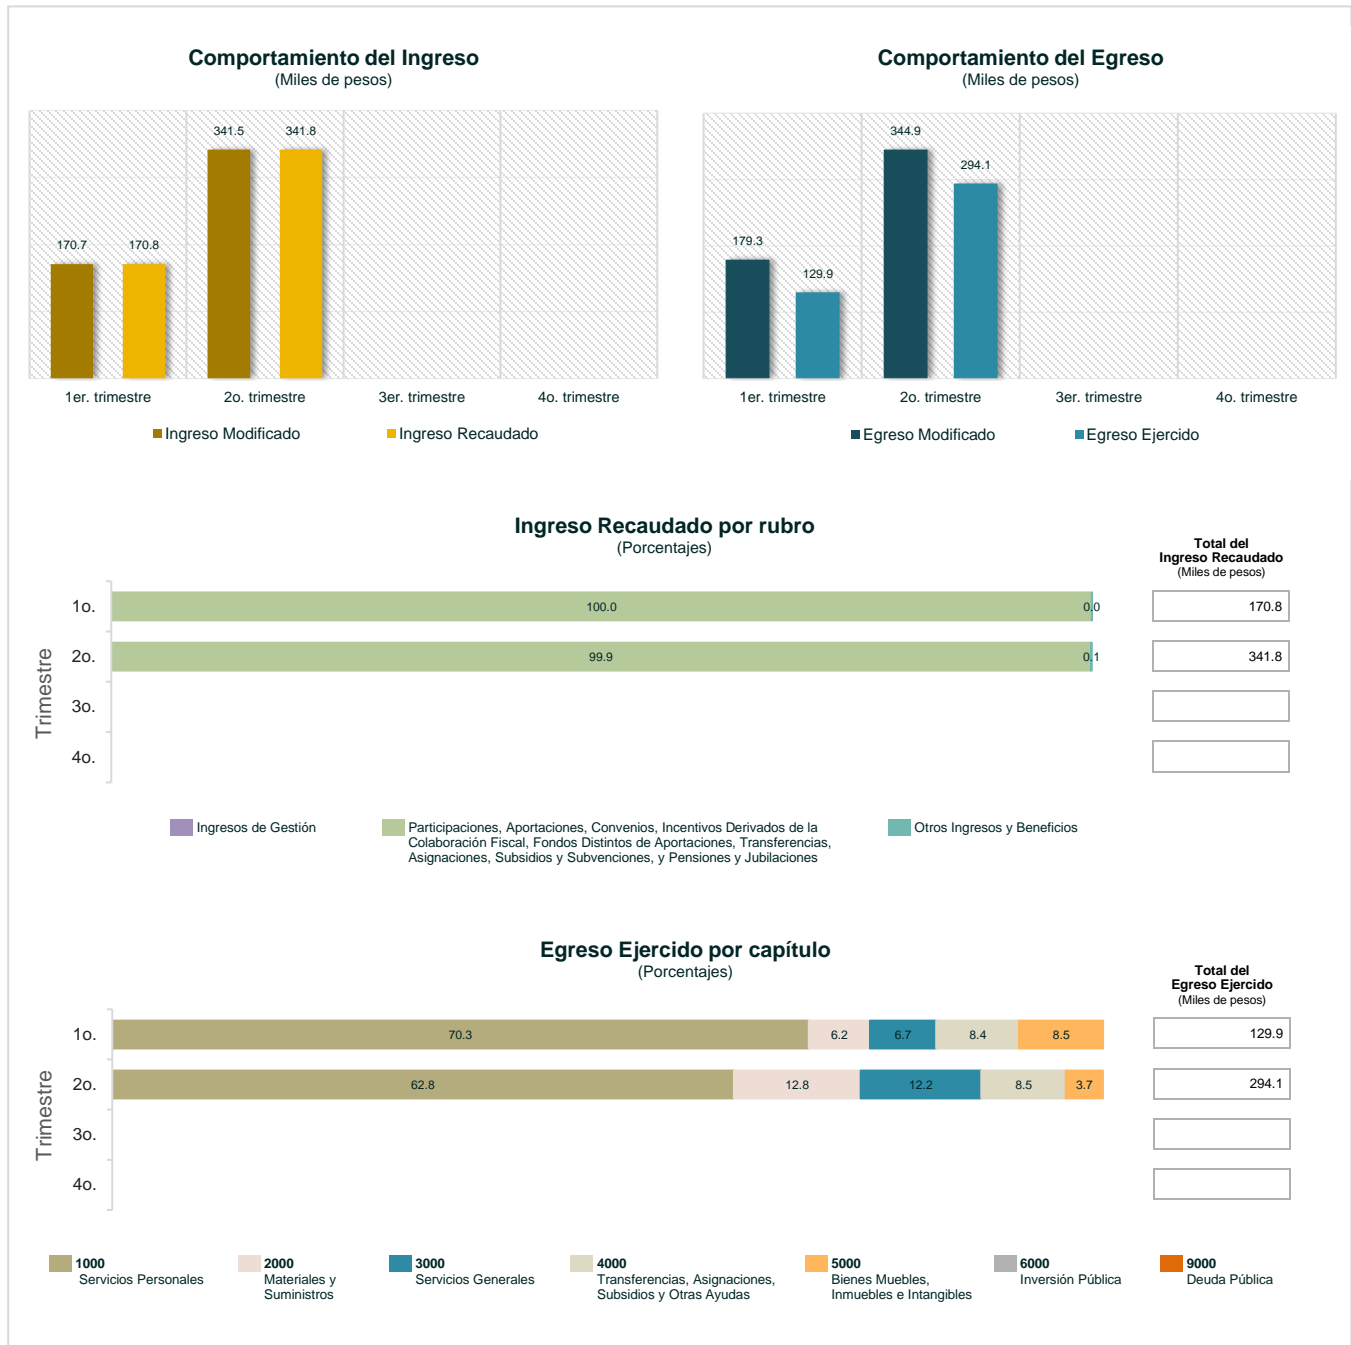 Comportamiento del Ingreso
(Miles de pesos)
341.5 341.8
170.7 170.8
1er. trimestre 2o. trimestre 3er. trimestre 4o. trimestre
Ingreso Modificado Ingreso Recaudado
Comportamiento del Egreso
(Miles de pesos)
344.9
294.1
179.3
129.9
1er. trimestre 2o. trimestre 3er. trimestre 4o. trimestre
Egreso Modificado Egreso Ejercido
Ingreso Recaudado por rubro
(Porcentajes)
Total del
Ingreso Recaudado
(Miles de pesos)
Trimestre
1o. 100.0 0.0 170.8
2o. 99.9 0.1 341.8
3o.
4o.
Ingresos de Gestión
Participaciones, Aportaciones, Convenios, Incentivos Derivados de la
Colaboración Fiscal, Fondos Distintos de Aportaciones, Transferencias,
Asignaciones, Subsidios y Subvenciones, y Pensiones y Jubilaciones
Otros Ingresos y Beneficios
Egreso Ejercido por capítulo
(Porcentajes)
Total del
Egreso Ejercido
(Miles de pesos)
Trimestre
1o. 70.3 6.2 6.7 8.4 8.5 129.9
2o. 62.8 12.8 12.2 8.5 3.7 294.1
3o.
4o.
1000
Servicios Personales
2000
Materiales y
Suministros
3000
Servicios Generales
4000
Transferencias, Asignaciones,
Subsidios y Otras Ayudas
5000
Bienes Muebles,
Inmuebles e Intangibles
6000
Inversión Pública
9000
Deuda Pública